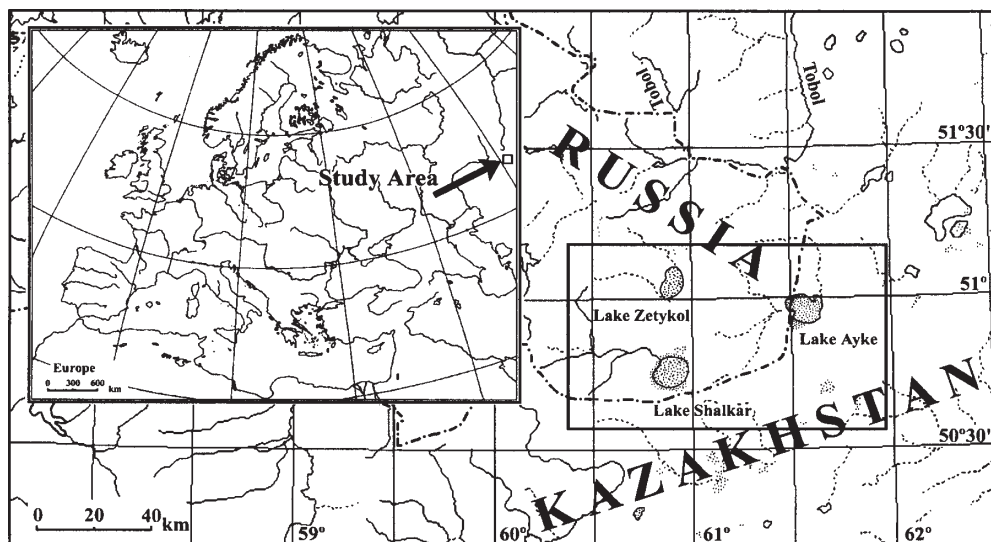 Study Area
Europe
0 300 600 km
Tobol
Tobol
RUSSIA
KAZAKHSTAN
Lake Zetykol
Lake Ayke
Lake Shalkar
51°30'
51°
50°30'
59°
60°
61°
62°
0 20 40 km